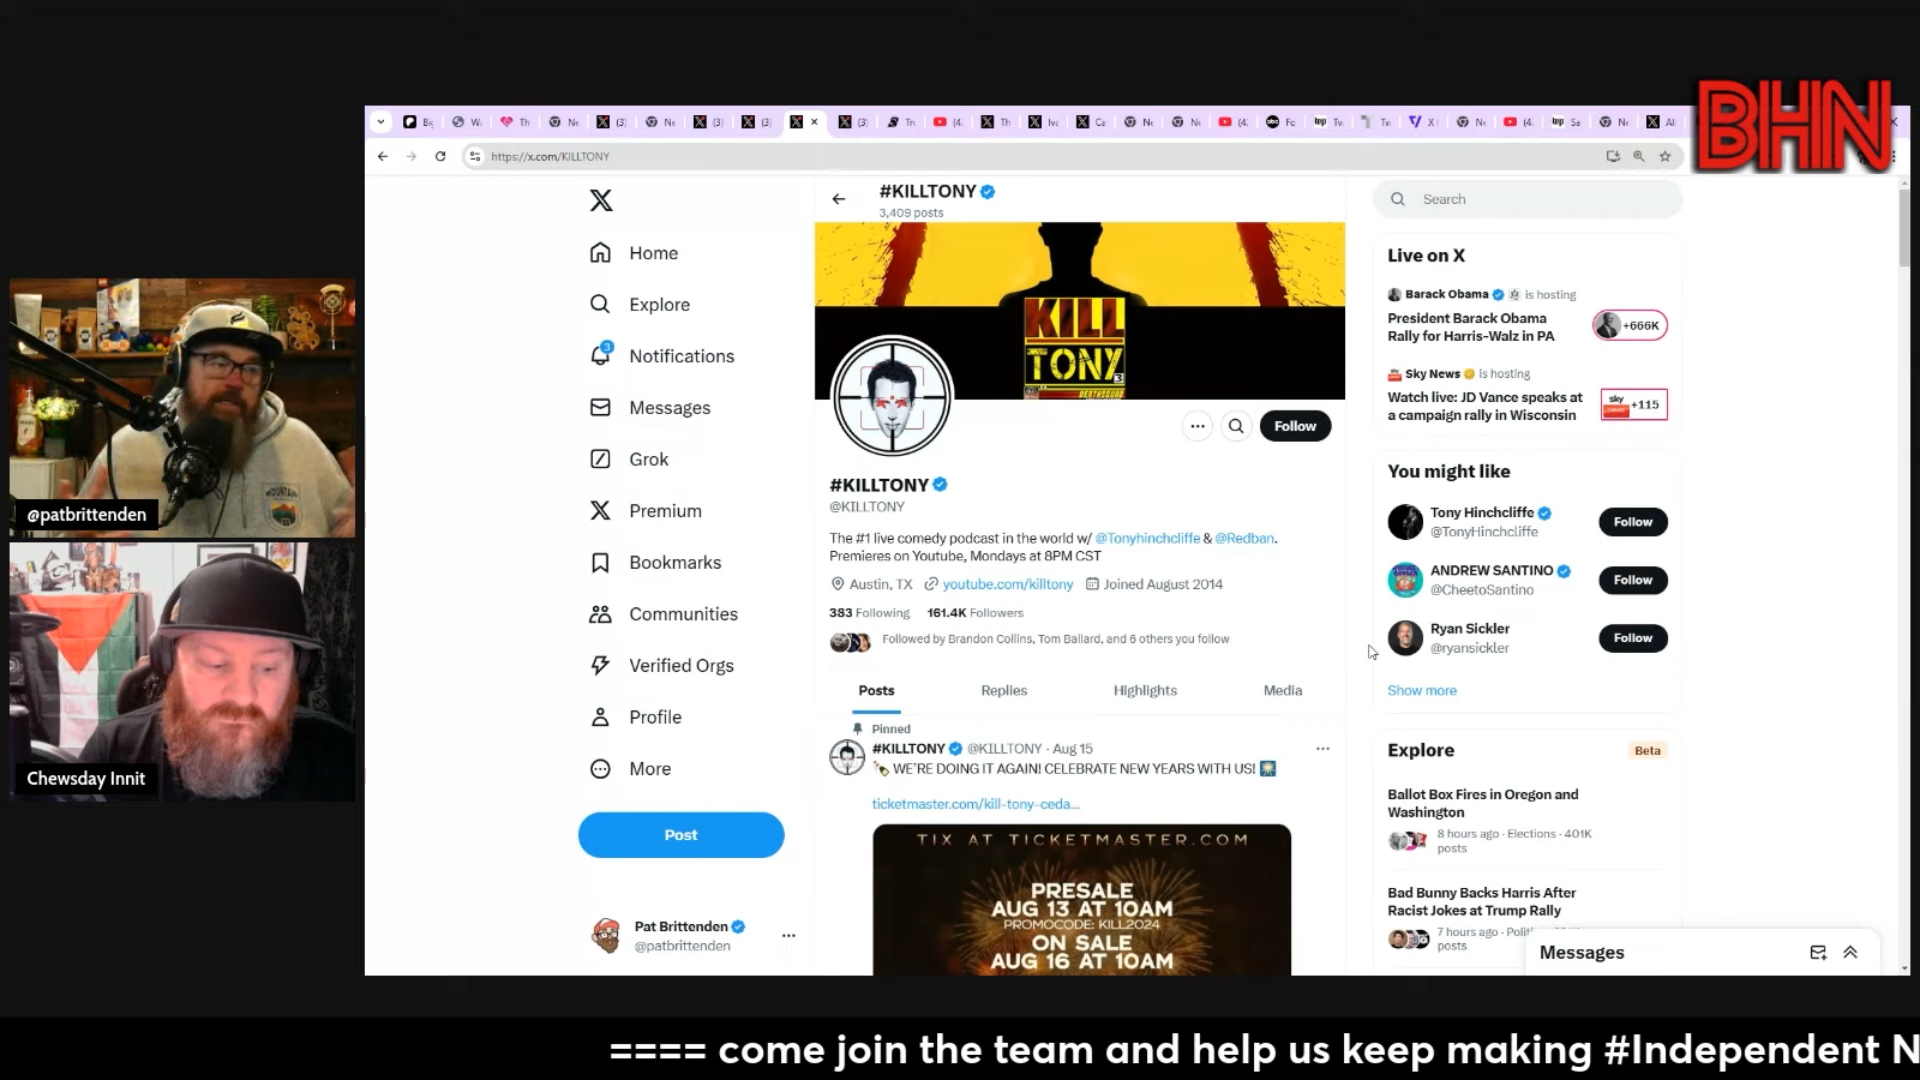 BHN
https://x.com/KILLTONY
#KILLTONY
3,409 posts
Search
KILL
TONY
DEATHSQUAD
Home
Explore
Notifications
3
Messages
Grok
Premium
Bookmarks
Communities
Verified Orgs
Profile
More
Post
Pat Brittenden
@patbrittenden
Follow
#KILLTONY
@KILLTONY
The #1 live comedy podcast in the world w/ @Tonyhinchcliffe & @Redban.
Premieres on Youtube, Mondays at 8PM CST
Austin, TX youtube.com/killtony Joined August 2014
383 Following 161.4K Followers
Followed by Brandon Collins, Tom Ballard, and 6 others you follow
Posts Replies Highlights Media
Pinned
#KILLTONY @KILLTONY · Aug 15
WE'RE DOING IT AGAIN! CELEBRATE NEW YEARS WITH US!
ticketmaster.com/kill-tony-ceda...
TIX AT TICKETMASTER.COM
PRESALE
AUG 13 AT 10AM
PROMOCODE: KILL2024
ON SALE
AUG 16 AT 10AM
Live on X
Barack Obama is hosting
President Barack Obama
Rally for Harris-Walz in PA
+666K
Sky News is hosting
Watch live: JD Vance speaks at
a campaign rally in Wisconsin
sky
+115
You might like
Tony Hinchcliffe
@TonyHinchcliffe
Follow
ANDREW SANTINO
@CheetoSantino
Follow
Ryan Sickler
@ryansickler
Follow
Show more
Explore
Beta
Ballot Box Fires in Oregon and
Washington
8 hours ago · Elections · 401K
posts
Bad Bunny Backs Harris After
Racist Jokes at Trump Rally
7 hours ago ·
posts
Messages
@patbrittenden
Chewsday Innit
==== come join the team and help us keep making #Independent N